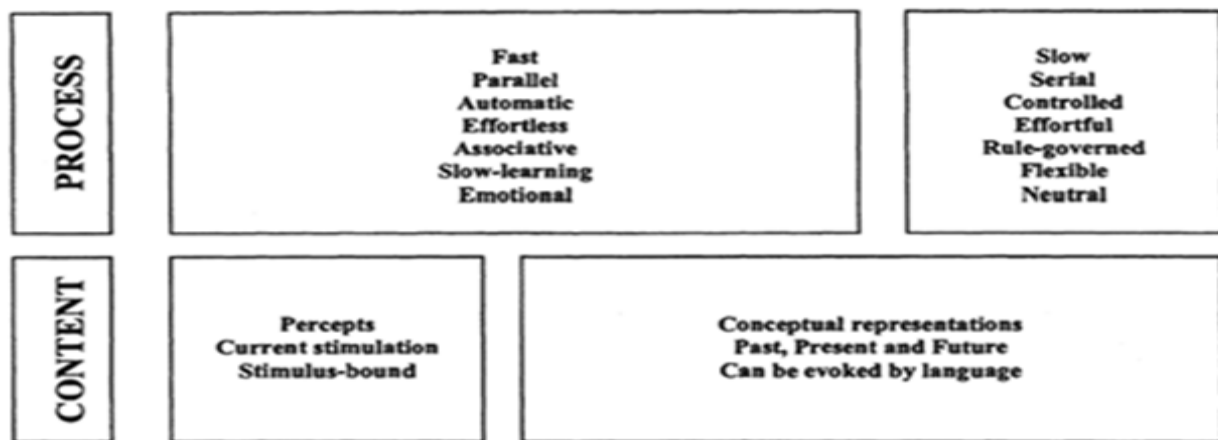 PROCESS
Fast
Parallel
Automatic
Effortless
Associative
Slow-learning
Emotional
Slow
Serial
Controlled
Effortful
Rule-governed
Flexible
Neutral
CONTENT
Percepts
Current stimulation
Stimulus-bound
Conceptual representations
Past, Present and Future
Can be evoked by language